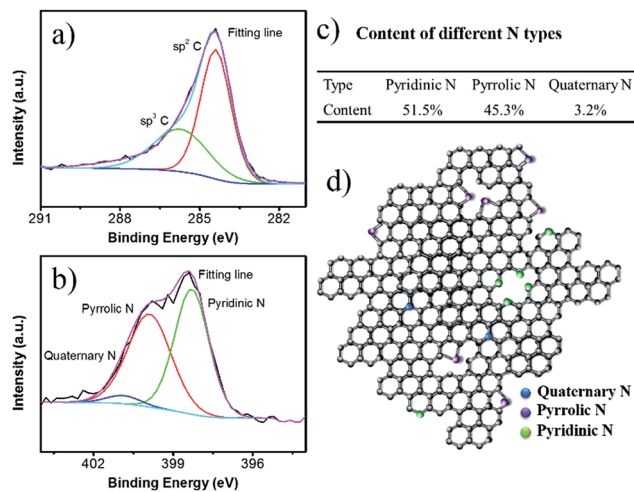 a)
sp² C
Fitting line
sp³ C
Intensity (a.u.)
291 288 285 282
Binding Energy (eV)
b)
Fitting line
Pyrrolic N
Pyridinic N
Quaternary N
Intensity (a.u.)
402 399 396
Binding Energy (eV)
c) Content of different N types
Type Pyridinic N Pyrrolic N Quaternary N
Content 51.5% 45.3% 3.2%
d)
Quaternary N
Pyrrolic N
Pyridinic N